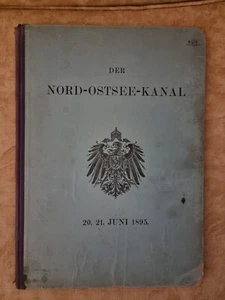 DER
NORD-OSTSEE-KANAL
20. 21. JUNI 1895.